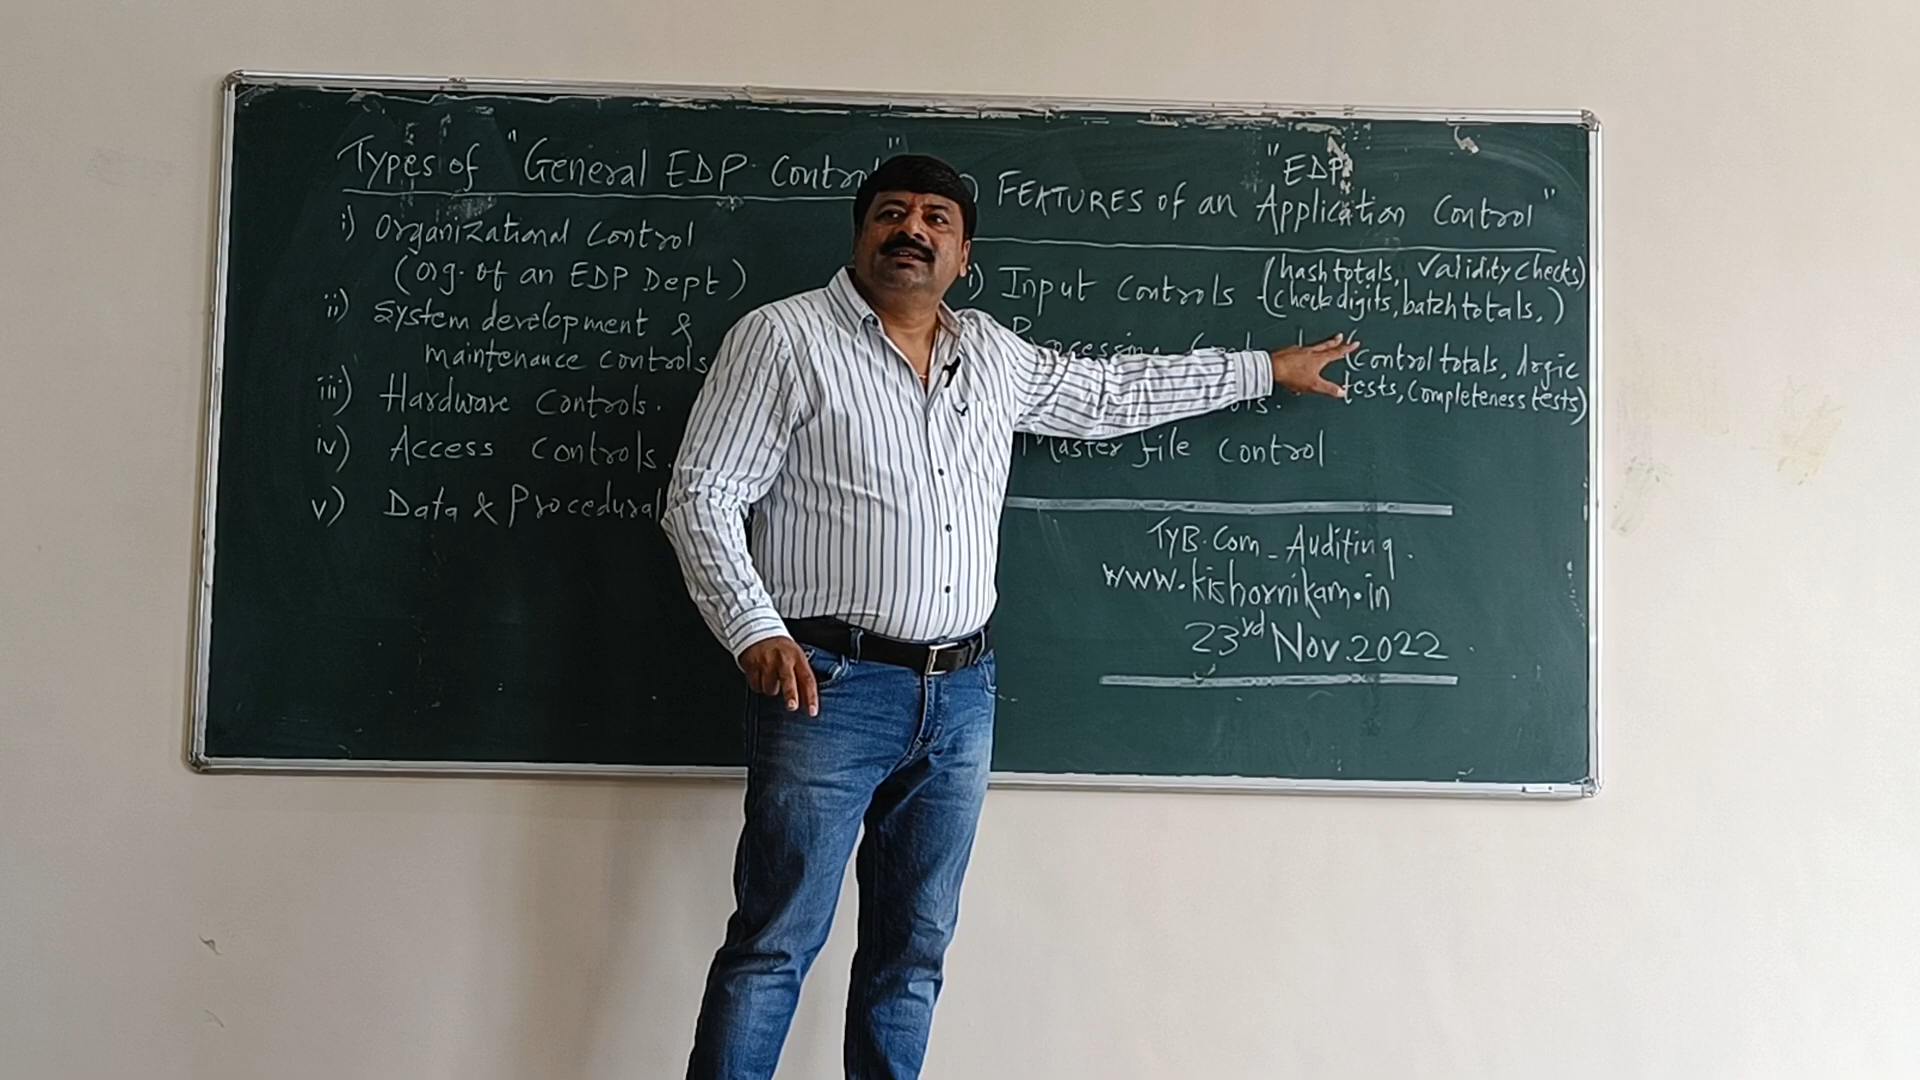 Types of "General EDP Control"
i) Organizational Control
(Org. of an EDP Dept)
ii) System development &
maintenance controls
iii) Hardware Controls.
iv) Access Controls.
v) Data & Procedural
FEATURES of an "EDP
Application Control"
i) Input Controls (hash totals, validity checks)
(check digits, batch totals, )
Processing (control totals, logic
tests, completeness tests)
Master file Control
TyB.Com - Auditing.
www.kishornikam.in
23rd Nov. 2022